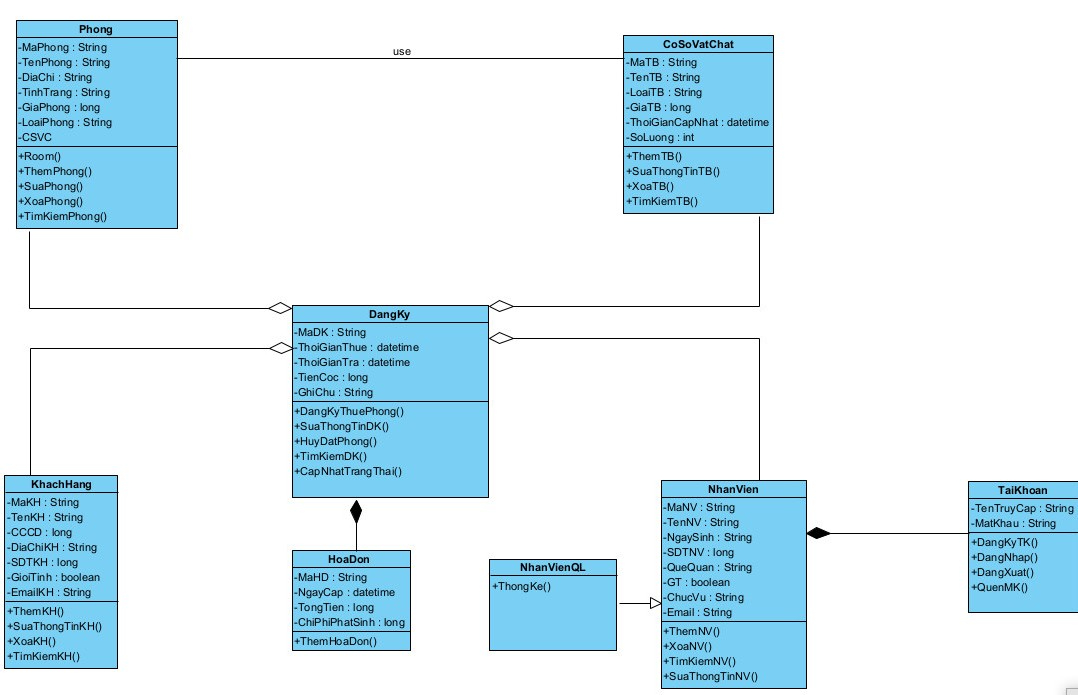 Phong
-MaPhong : String
-TenPhong : String
-DiaChi : String
-TinhTrang : String
-GiaPhong : long
-LoaiPhong : String
-CSVC
+Room()
+ThemPhong()
+SuaPhong()
+XoaPhong()
+TimKiemPhong()
use
CoSoVatChat
-MaTB : String
-TenTB : String
-LoaiTB : String
-GiaTB : long
-ThoiGianCapNhat : datetime
-SoLuong : int
+ThemTB()
+SuaThongTinTB()
+XoaTB()
+TimKiemTB()
DangKy
-MaDK : String
-ThoiGianThue : datetime
-ThoiGianTra : datetime
-TienCoc : long
-GhiChu : String
+DangKyThuePhong()
+SuaThongTinDK()
+HuyDatPhong()
+TimKiemDK()
+CapNhatTrangThai()
KhachHang
-MaKH : String
-TenKH : String
-CCCD : long
-DiaChiKH : String
-SDTKH : long
-GioiTinh : boolean
-EmailKH : String
+ThemKH()
+SuaThongTinKH()
+XoaKH()
+TimKiemKH()
HoaDon
-MaHD : String
-NgayCap : datetime
-TongTien : long
-ChiPhiPhatSinh : long
+ThemHoaDon()
NhanVienQL
+ThongKe()
NhanVien
-MaNV : String
-TenNV : String
-NgaySinh : String
-SDTNV : long
-QueQuan : String
-GT : boolean
-ChucVu : String
-Email : String
+ThemNV()
+XoaNV()
+TimKiemNV()
+SuaThongTinNV()
TaiKhoan
-TenTruyCap : String
-MatKhau : String
+DangKyTK()
+DangNhap()
+DangXuat()
+QuenMK()